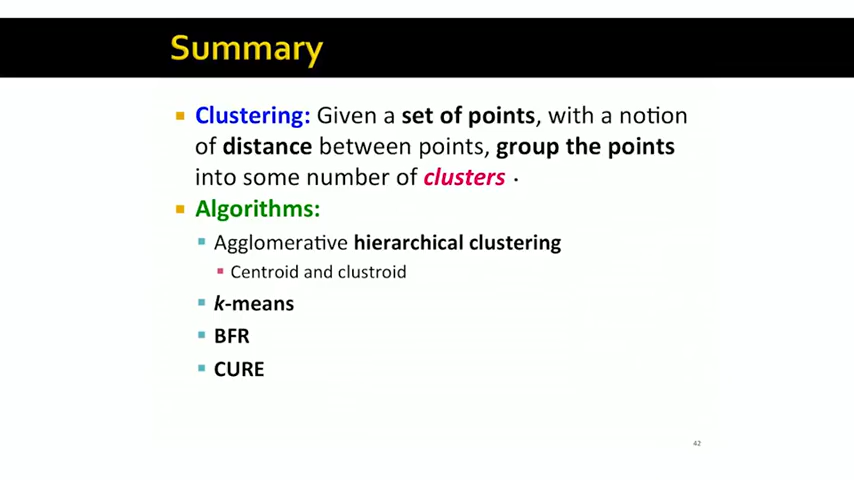 Summary
Clustering: Given a set of points, with a notion
of distance between points, group the points
into some number of clusters .
Algorithms:
Agglomerative hierarchical clustering
Centroid and clustroid
k-means
BFR
CURE
42